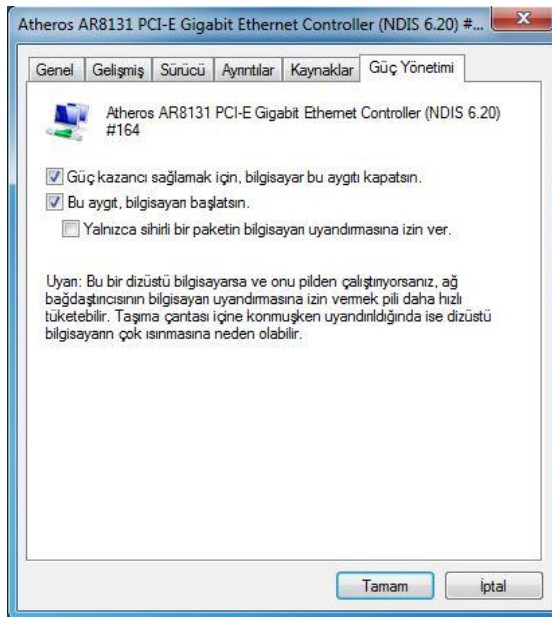 Atheros AR8131 PCI-E Gigabit Ethernet Controller (NDIS 6.20) #...
Genel Gelişmiş Sürücü Ayrıntılar Kaynaklar Güç Yönetimi
Atheros AR8131 PCI-E Gigabit Ethernet Controller (NDIS 6.20)
#164
Güç kazancı sağlamak için, bilgisayar bu aygıtı kapatsın.
Bu aygıt, bilgisayarı başlatsın.
Yalnızca sihirli bir paketin bilgisayarı uyandırmasına izin ver.
Uyarı: Bu bir dizüstü bilgisayarsa ve onu pilden çalıştırıyorsanız, ağ
bağdaştırıcısının bilgisayarı uyandırmasına izin vermek pili daha hızlı
tüketebilir. Taşıma çantası içine konmuşken uyandırıldığında ise dizüstü
bilgisayarın çok ısınmasına neden olabilir.
Tamam İptal